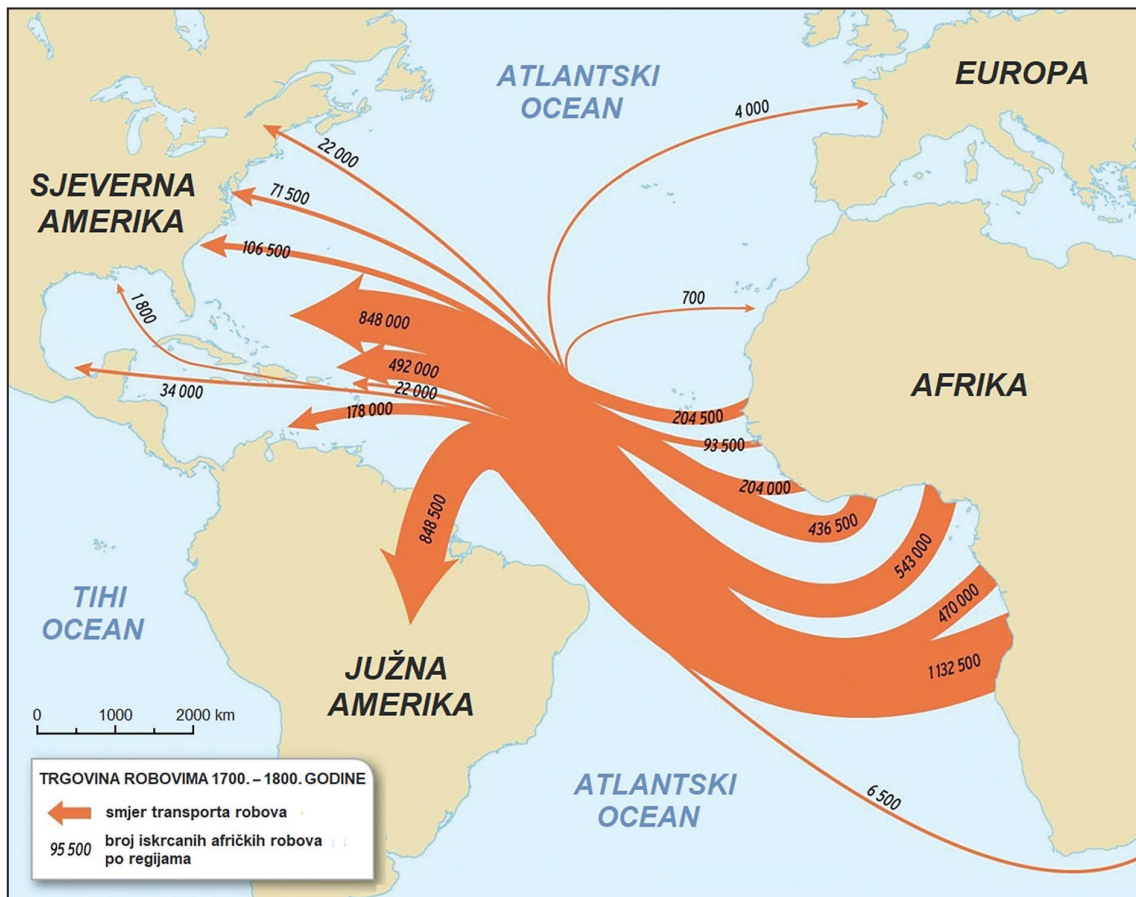 ATLANTSKI
OCEAN
EUROPA
4 000
22 000
SJEVERNA
AMERIKA
71 500
106 500
1 800
848 000
700
492 000
AFRIKA
34 000
22 000
178 000
204 500
93 500
204 000
848 500
436 500
543 000
TIHI
OCEAN
470 000
JUŽNA
AMERIKA
1 132 500
0 1000 2000 km
TRGOVINA ROBOVIMA 1700. – 1800. GODINE
smjer transporta robova
95 500
broj iskrcanih afričkih robova
po regijama
ATLANTSKI
OCEAN
6 500